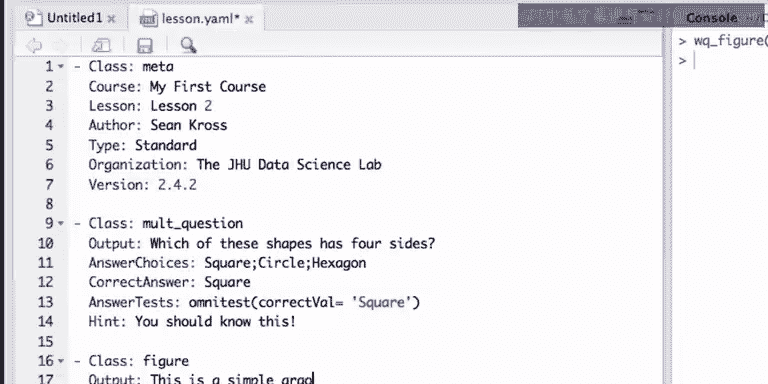 Untitled1
lesson.yaml*
Console
1 - Class: meta
2 Course: My First Course
3 Lesson: Lesson 2
4 Author: Sean Kross
5 Type: Standard
6 Organization: The JHU Data Science Lab
7 Version: 2.4.2
8
9 - Class: mult_question
10 Output: Which of these shapes has four sides?
11 AnswerChoices: Square;Circle;Hexagon
12 CorrectAnswer: Square
13 AnswerTests: omnitest(correctVal= 'Square')
14 Hint: You should know this!
15
16 - Class: figure
17 Output: This is a simple grap
> wq_figure(
>